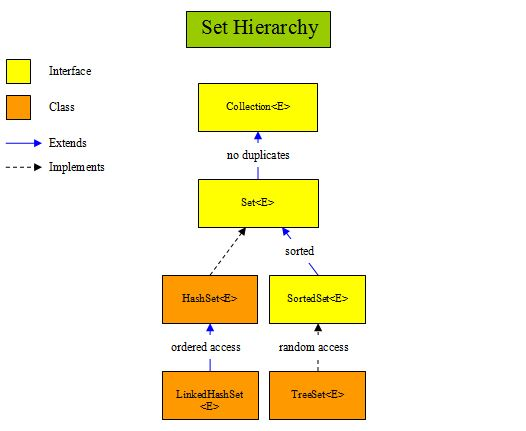 Set Hierarchy
Interface
Class
Extends
Implements
Collection<E>
no duplicates
Set<E>
sorted
HashSet<E>
SortedSet<E>
ordered access
random access
LinkedHashSet
<E>
TreeSet<E>